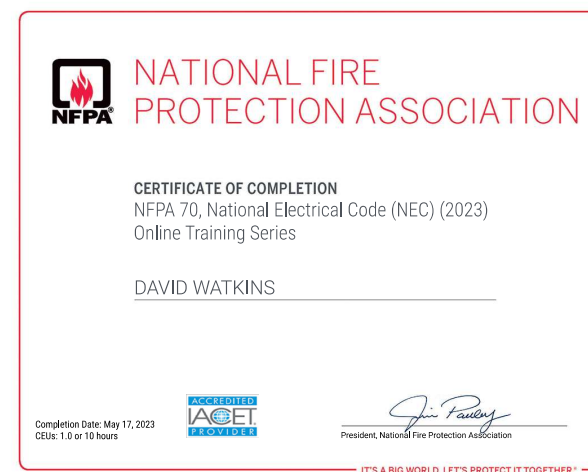 NFPA®
NATIONAL FIRE
PROTECTION ASSOCIATION
CERTIFICATE OF COMPLETION
NFPA 70, National Electrical Code (NEC) (2023)
Online Training Series
DAVID WATKINS
Completion Date: May 17, 2023
CEUs: 1.0 or 10 hours
ACCREDITED
IACET
PROVIDER
Jim Pauley
President, National Fire Protection Association
IT'S A BIG WORLD. LET'S PROTECT IT TOGETHER.®